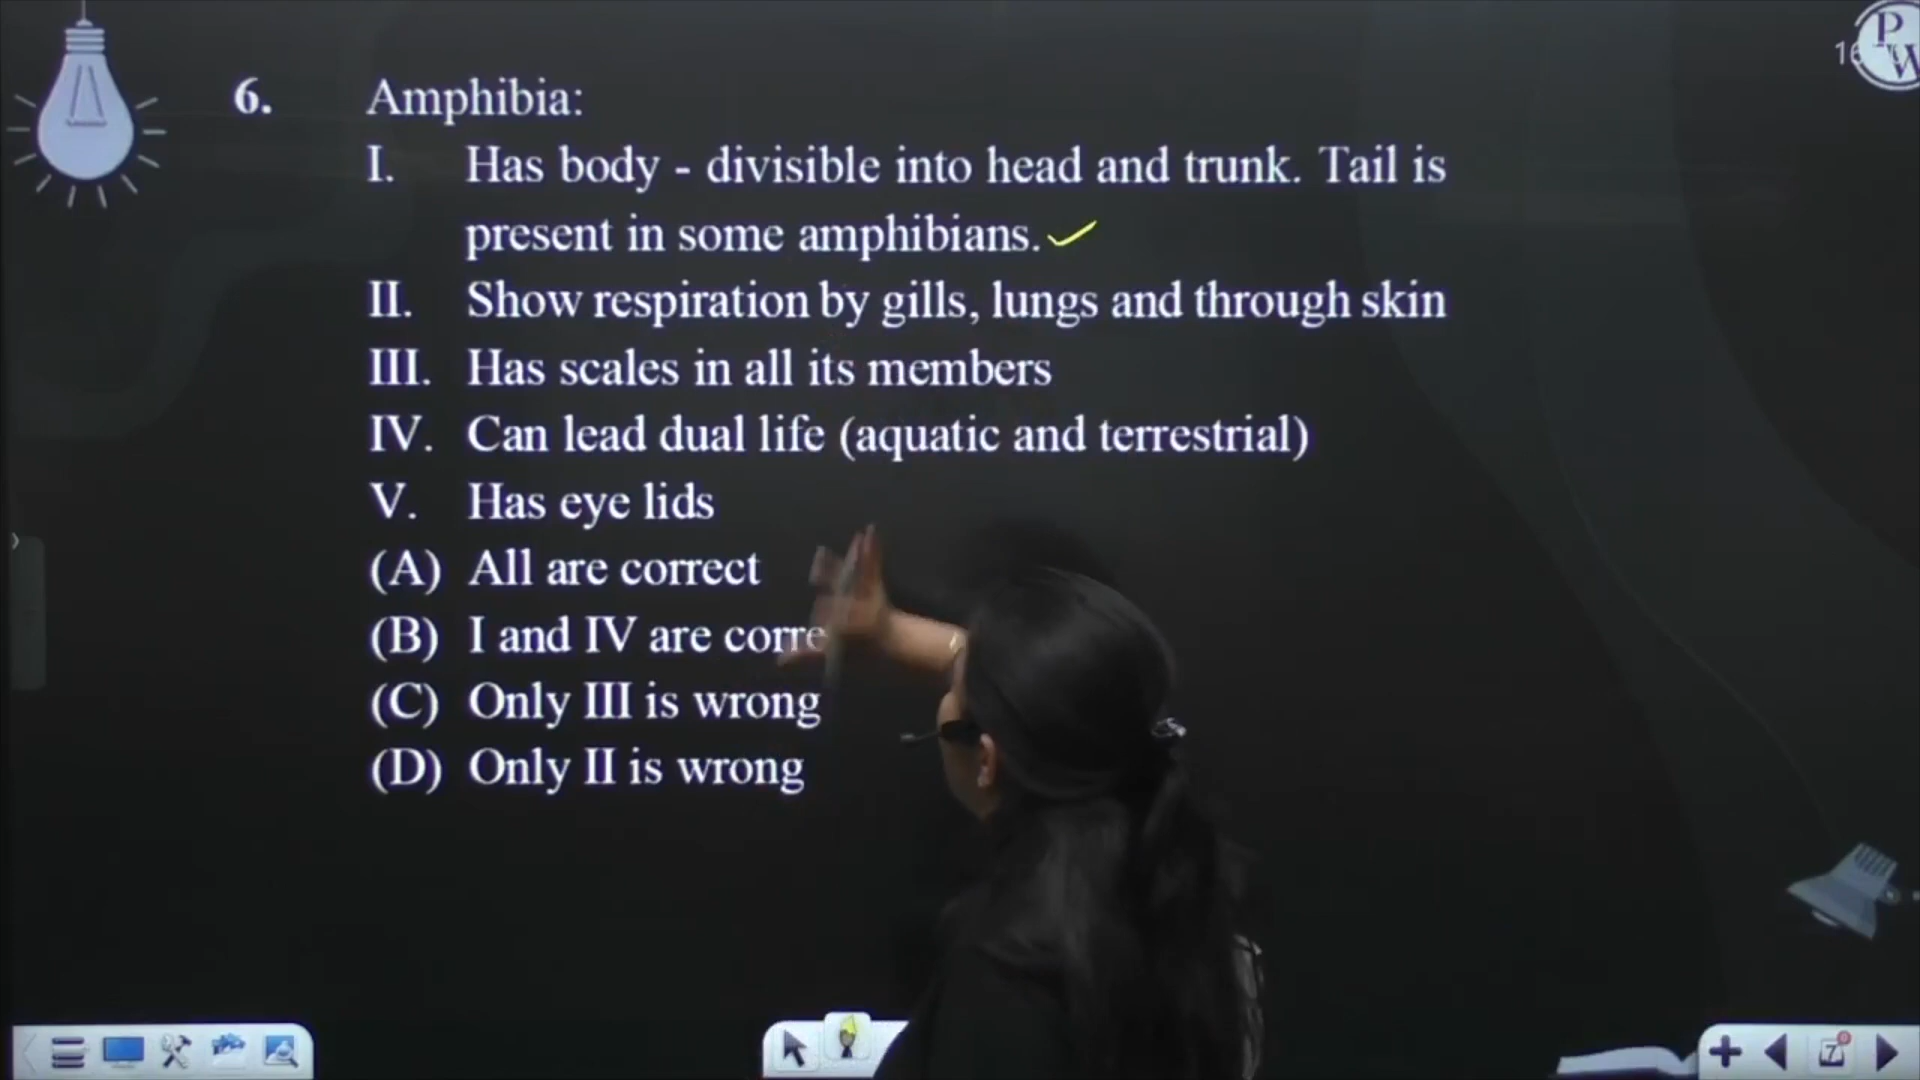 6. Amphibia:
I. Has body - divisible into head and trunk. Tail is
present in some amphibians.
II. Show respiration by gills, lungs and through skin
III. Has scales in all its members
IV. Can lead dual life (aquatic and terrestrial)
V. Has eye lids
(A) All are correct
(B) I and IV are corre
(C) Only III is wrong
(D) Only II is wrong
P
W
7